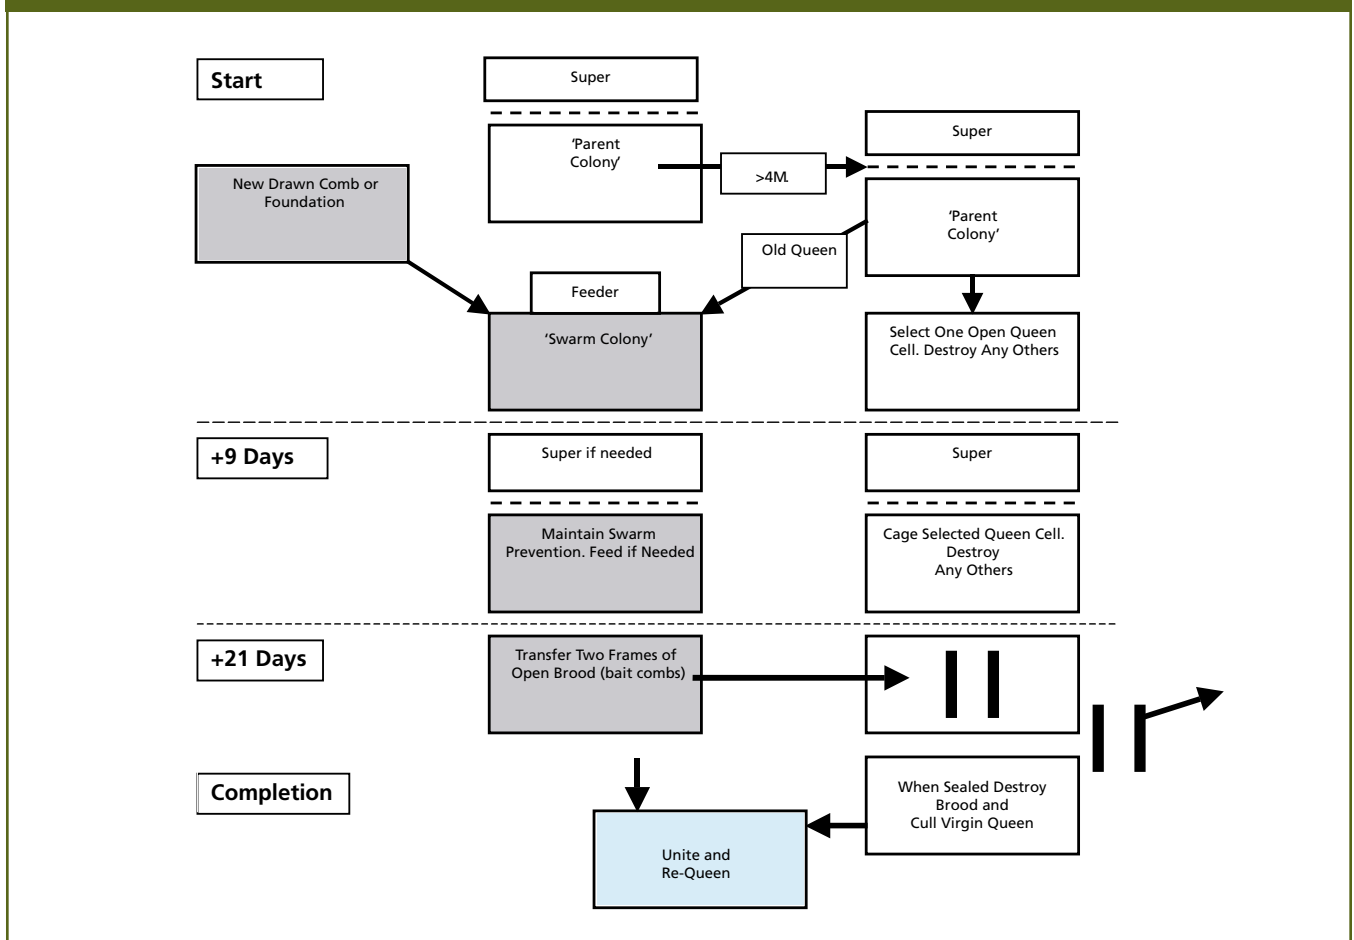 Start
Super
'Parent
Colony'
>4M.
Super
'Parent
Colony'
New Drawn Comb or
Foundation
Old Queen
Feeder
'Swarm Colony'
Select One Open Queen
Cell. Destroy Any Others
+9 Days
Super if needed
Super
Maintain Swarm
Prevention. Feed if Needed
Cage Selected Queen Cell.
Destroy
Any Others
+21 Days
Transfer Two Frames of
Open Brood (bait combs)
Completion
When Sealed Destroy
Brood and
Cull Virgin Queen
Unite and
Re-Queen